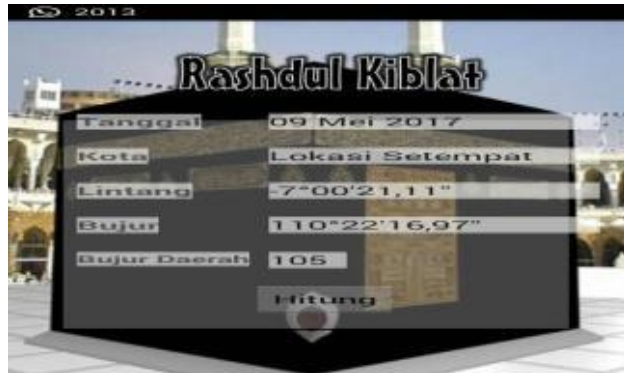 2013
Rashdul Kiblat
Tanggal 09 Mei 2017
Kota Lokasi Setempat
Lintang -7°00'21,11"
Bujur 110°22'16,97"
Bujur Daerah 105
Hitung